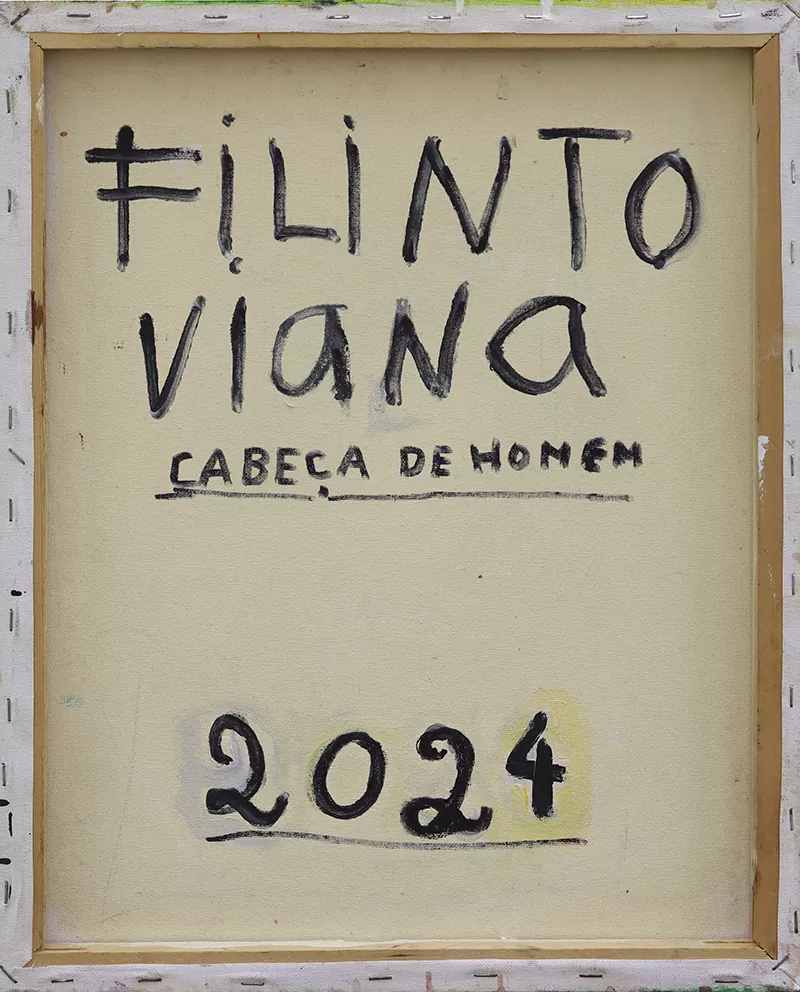 FiLiNTO
ViaNa
CABEÇA DE HOMEM
2024